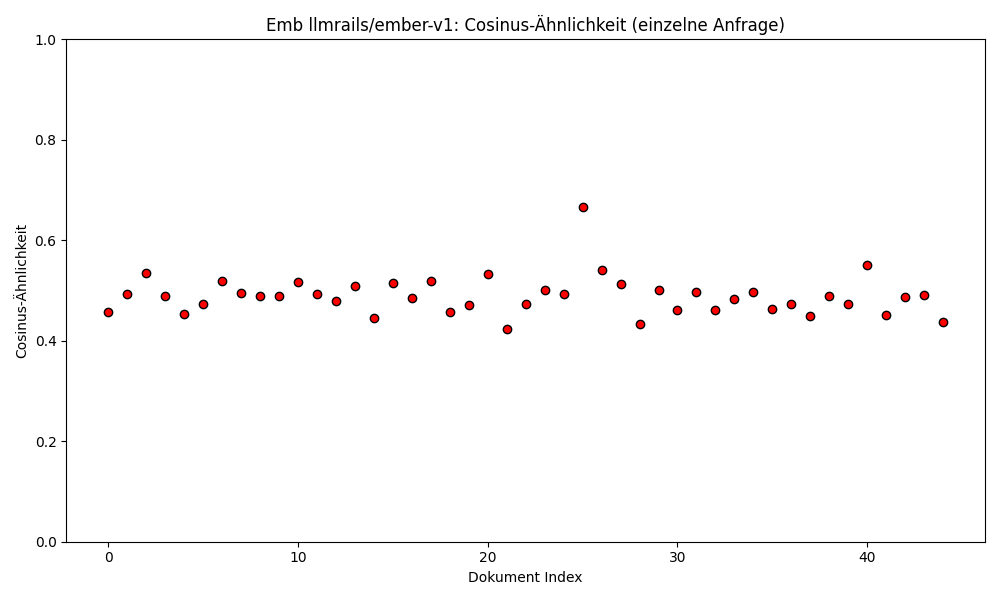 Emb llmrails/ember-v1: Cosinus-Ähnlichkeit (einzelne Anfrage)
1.0
0.8
0.6
0.4
0.2
0.0
Cosinus-Ähnlichkeit
0 10 20 30 40
Dokument Index